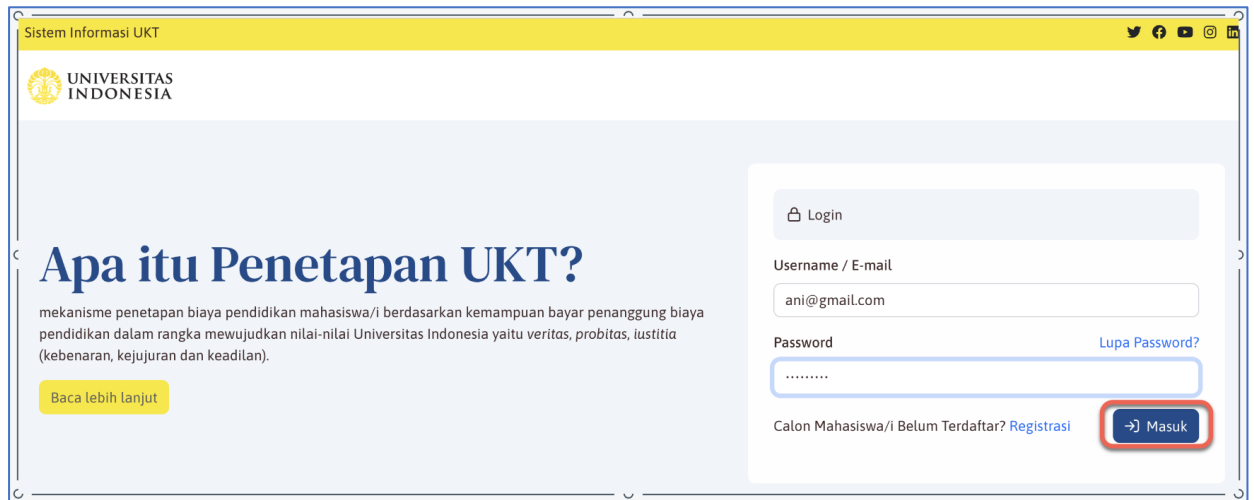 Sistem Informasi UKT
UNIVERSITAS
INDONESIA
Apa itu Penetapan UKT?
mekanisme penetapan biaya pendidikan mahasiswa/i berdasarkan kemampuan bayar penanggung biaya
pendidikan dalam rangka mewujudkan nilai-nilai Universitas Indonesia yaitu veritas, probitas, iustitia
(kebenaran, kejujuran dan keadilan).
Baca lebih lanjut
Login
Username / E-mail
ani@gmail.com
Password Lupa Password?
·········
Calon Mahasiswa/i Belum Terdaftar? Registrasi Masuk